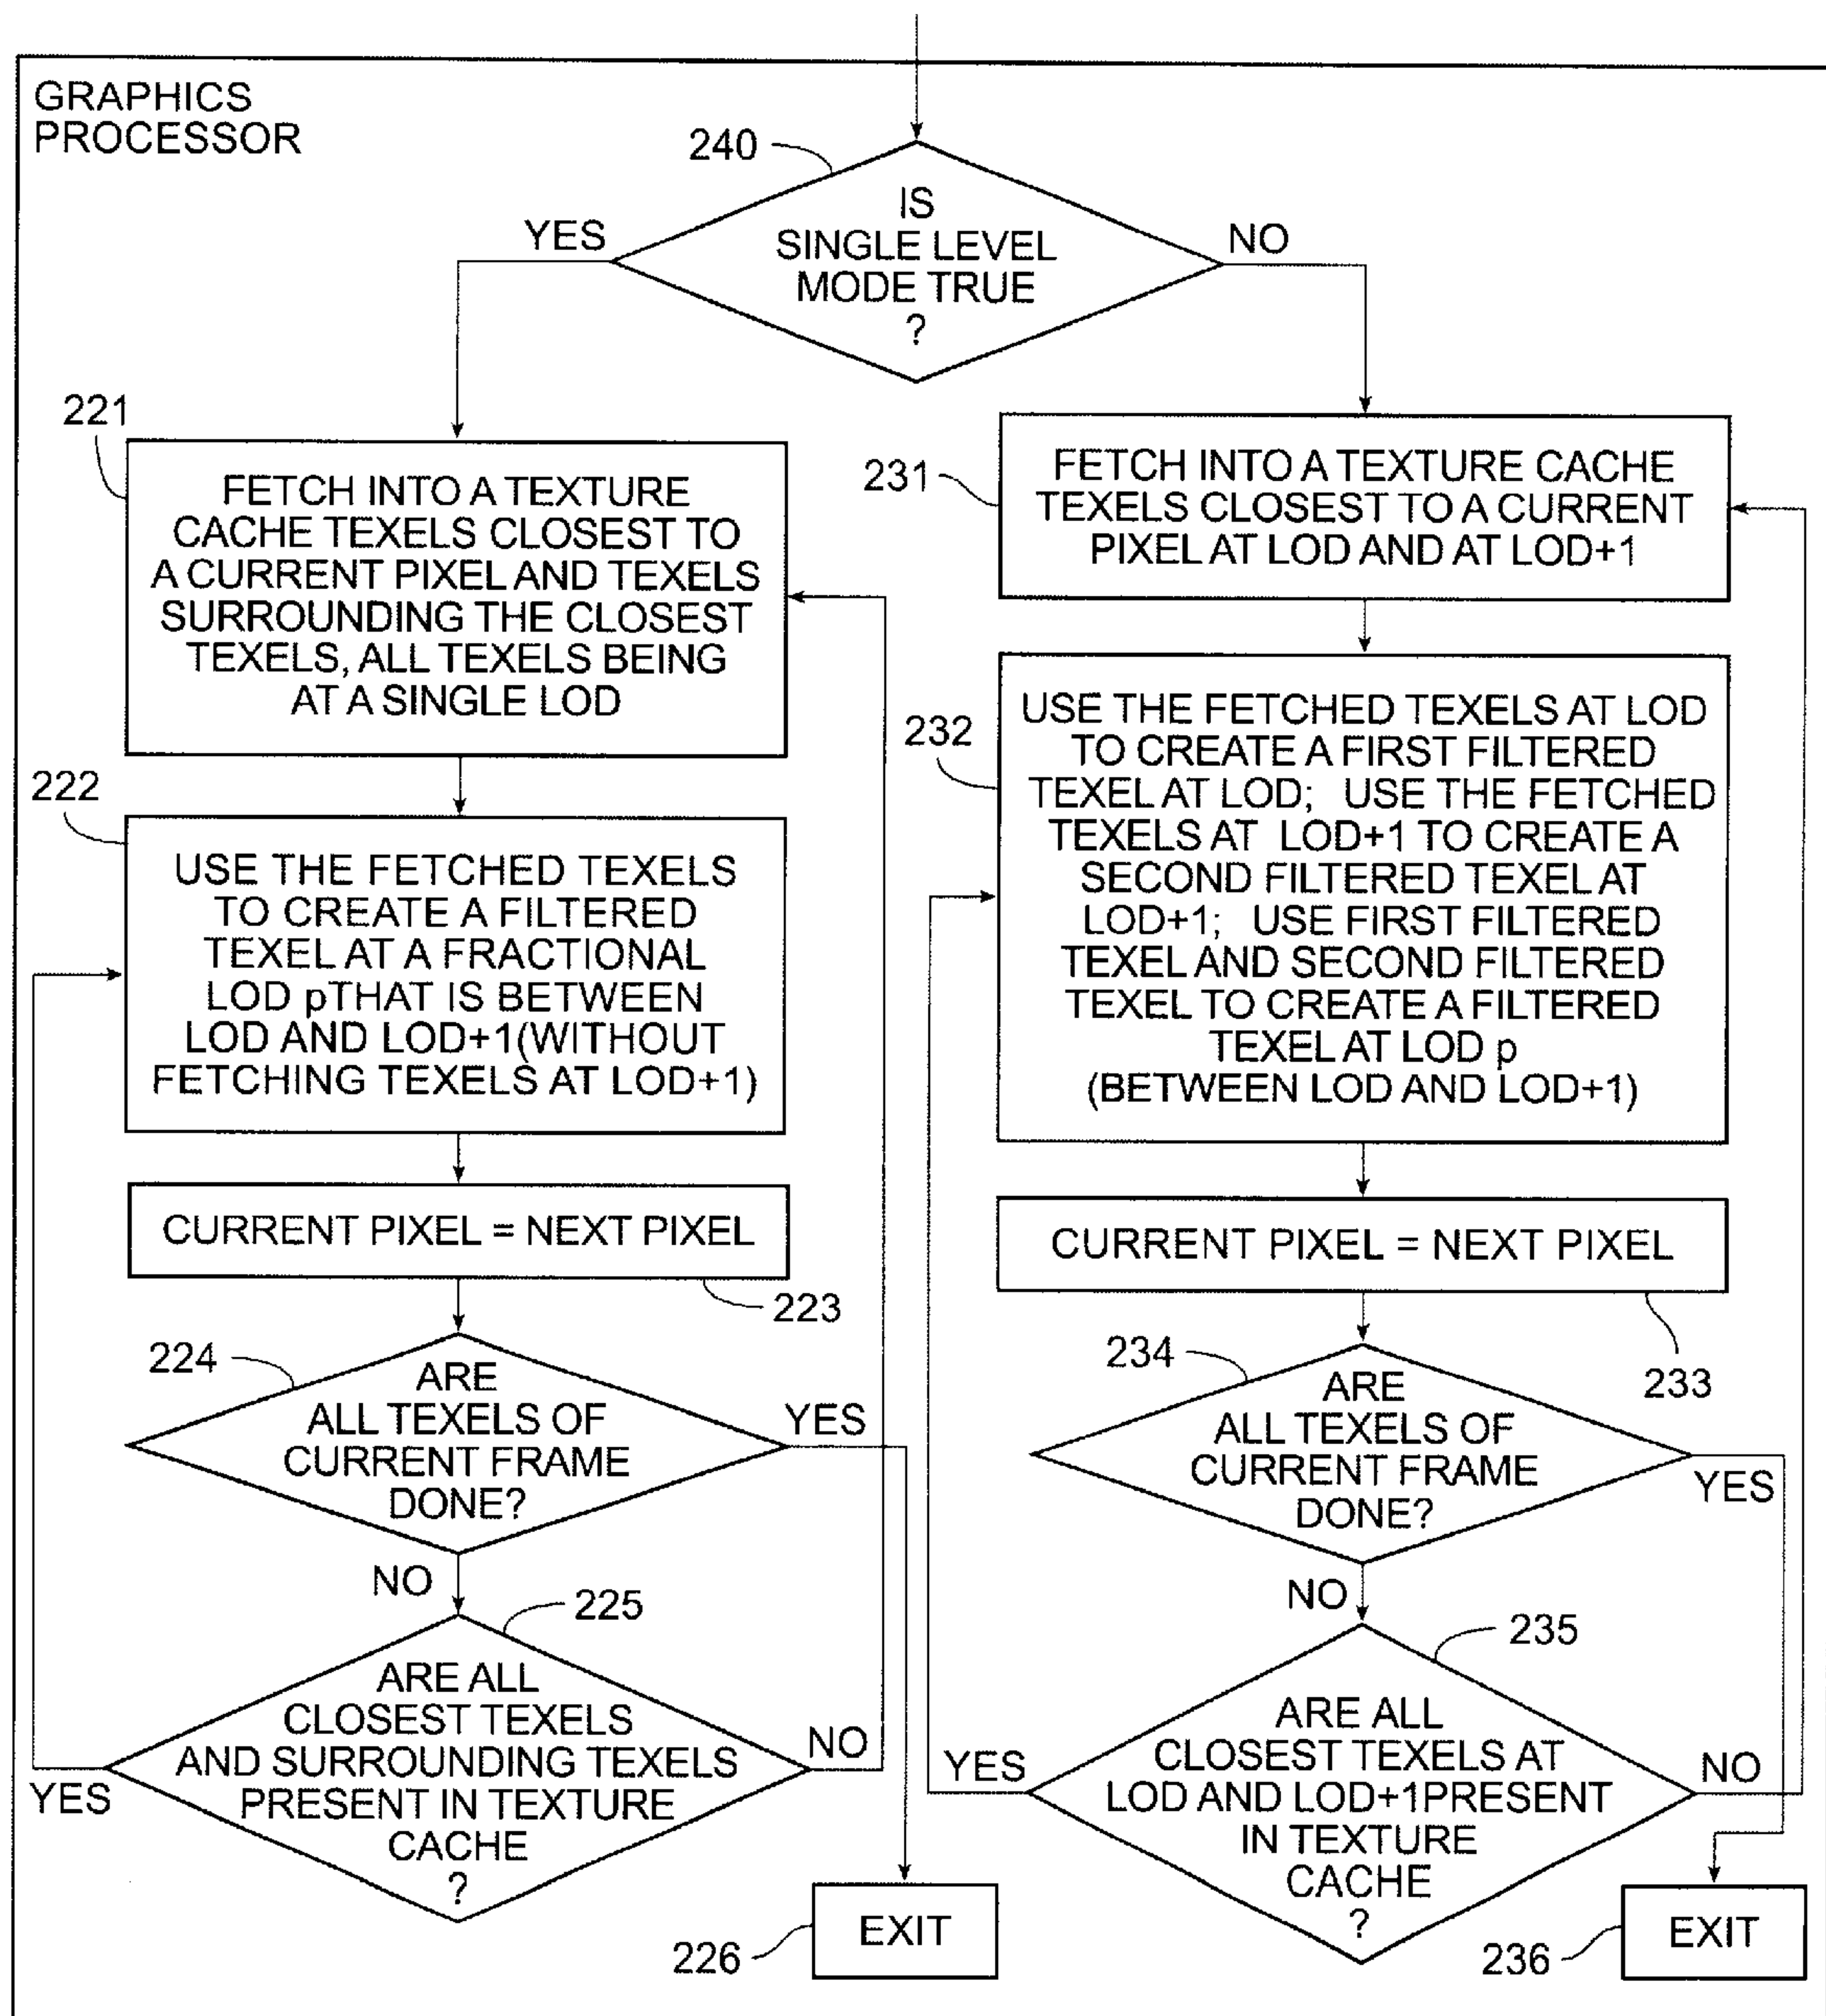 GRAPHICS
PROCESSOR
240
IS
SINGLE LEVEL
MODE TRUE
?
YES
NO
221
FETCH INTO A TEXTURE
CACHE TEXELS CLOSEST TO
A CURRENT PIXEL AND TEXELS
SURROUNDING THE CLOSEST
TEXELS, ALL TEXELS BEING
AT A SINGLE LOD
222
USE THE FETCHED TEXELS
TO CREATE A FILTERED
TEXEL AT A FRACTIONAL
LOD pTHAT IS BETWEEN
LOD AND LOD+1(WITHOUT
FETCHING TEXELS AT LOD+1)
CURRENT PIXEL = NEXT PIXEL
223
224
ARE
ALL TEXELS OF
CURRENT FRAME
DONE?
YES
NO
225
ARE ALL
CLOSEST TEXELS
AND SURROUNDING TEXELS
PRESENT IN TEXTURE
CACHE
?
YES
NO
226
EXIT
231
FETCH INTO A TEXTURE CACHE
TEXELS CLOSEST TO A CURRENT
PIXEL AT LOD AND AT LOD+1
232
USE THE FETCHED TEXELS AT LOD
TO CREATE A FIRST FILTERED
TEXEL AT LOD; USE THE FETCHED
TEXELS AT LOD+1 TO CREATE A
SECOND FILTERED TEXEL AT
LOD+1; USE FIRST FILTERED
TEXEL AND SECOND FILTERED
TEXEL TO CREATE A FILTERED
TEXEL AT LOD p
(BETWEEN LOD AND LOD+1)
CURRENT PIXEL = NEXT PIXEL
233
234
ARE
ALL TEXELS OF
CURRENT FRAME
DONE?
YES
NO
235
ARE ALL
CLOSEST TEXELS AT
LOD AND LOD+1PRESENT
IN TEXTURE
CACHE
?
YES
NO
236
EXIT